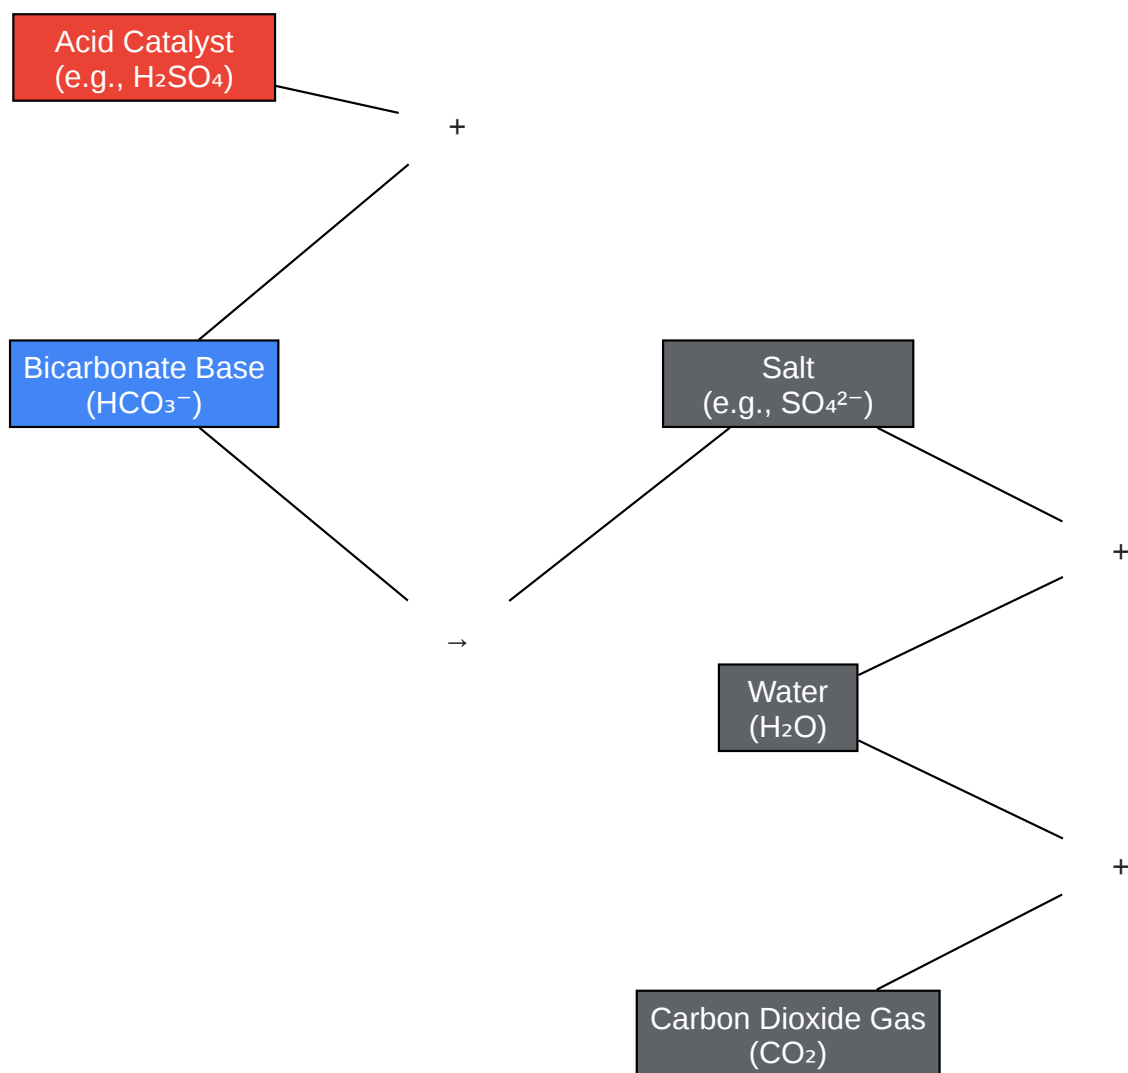 Acid Catalyst
(e.g., H₂SO₄)
+
Bicarbonate Base
(HCO₃⁻)
Salt
(e.g., SO₄²⁻)
+
→
Water
(H₂O)
+
Carbon Dioxide Gas
(CO₂)